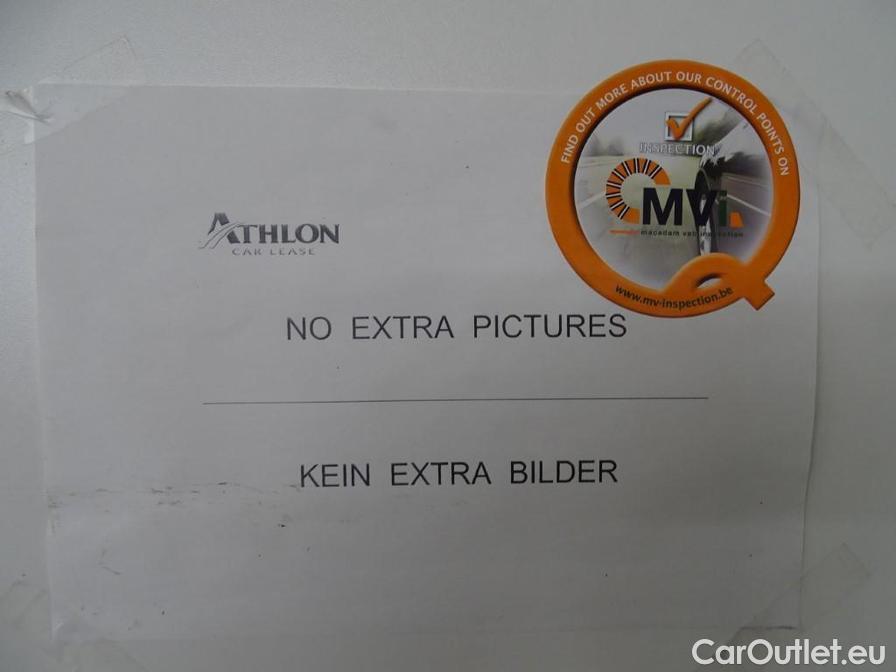 FIND OUT MORE ABOUT OUR CONTROL POINTS ON
INSPECTION
MVi
macadam veb inspection
www.mv-inspection.be
ATHLON
CAR LEASE
NO EXTRA PICTURES
KEIN EXTRA BILDER
CarOutlet.eu